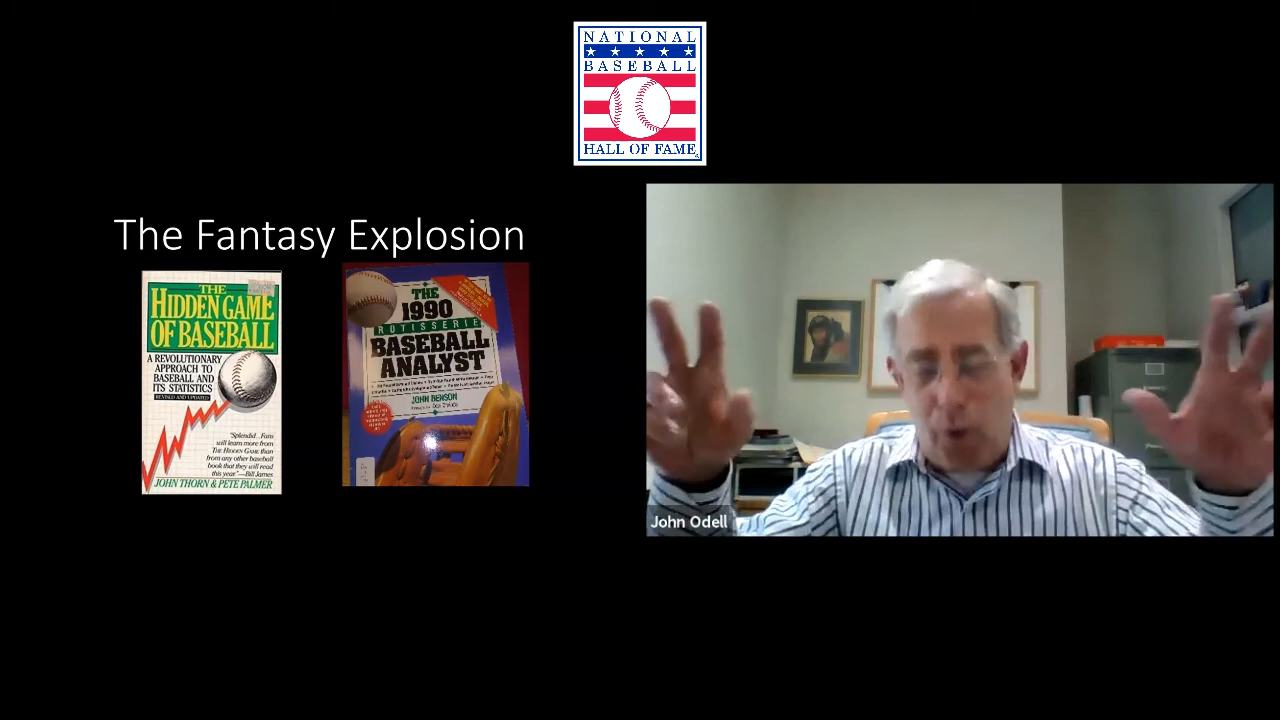 NATIONAL
BASEBALL
HALL OF FAME
The Fantasy Explosion
THE
HIDDEN GAME
OF BASEBALL
A REVOLUTIONARY
APPROACH TO
BASEBALL AND
ITS STATISTICS
REVISED AND UPDATED
"Splendid...Fans
will learn more from
THE HIDDEN GAME than
from any other baseball
book that they will read
this year"—Bill James
JOHN THORN & PETE PALMER
THE
1990
ROTISSERIE
BASEBALL
ANALYST
JOHN BENSON
John Odell